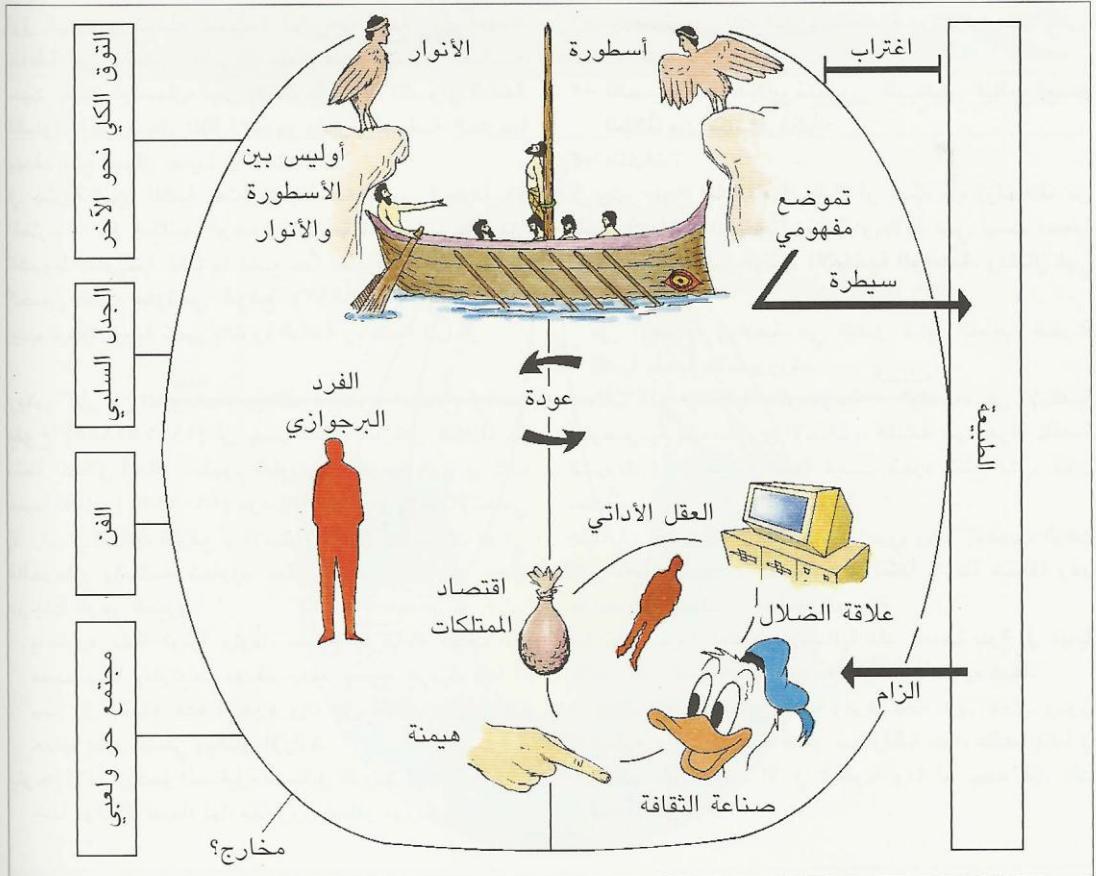 اغتراب
أسطورة
الأنوار
أوليس بين
الأسطورة
والأنوار
تموضع
مفهومي
سيطرة
الطبيعة
عودة
الفرد
البرجوازي
العقل الأداتي
اقتصاد
الممتلكات
علاقة الضلال
الزام
هيمنة
صناعة الثقافة
مخارج؟
التوق الكلي نحو الآخر
الجدل السلبي
الفن
مجتمع حر ولعبي